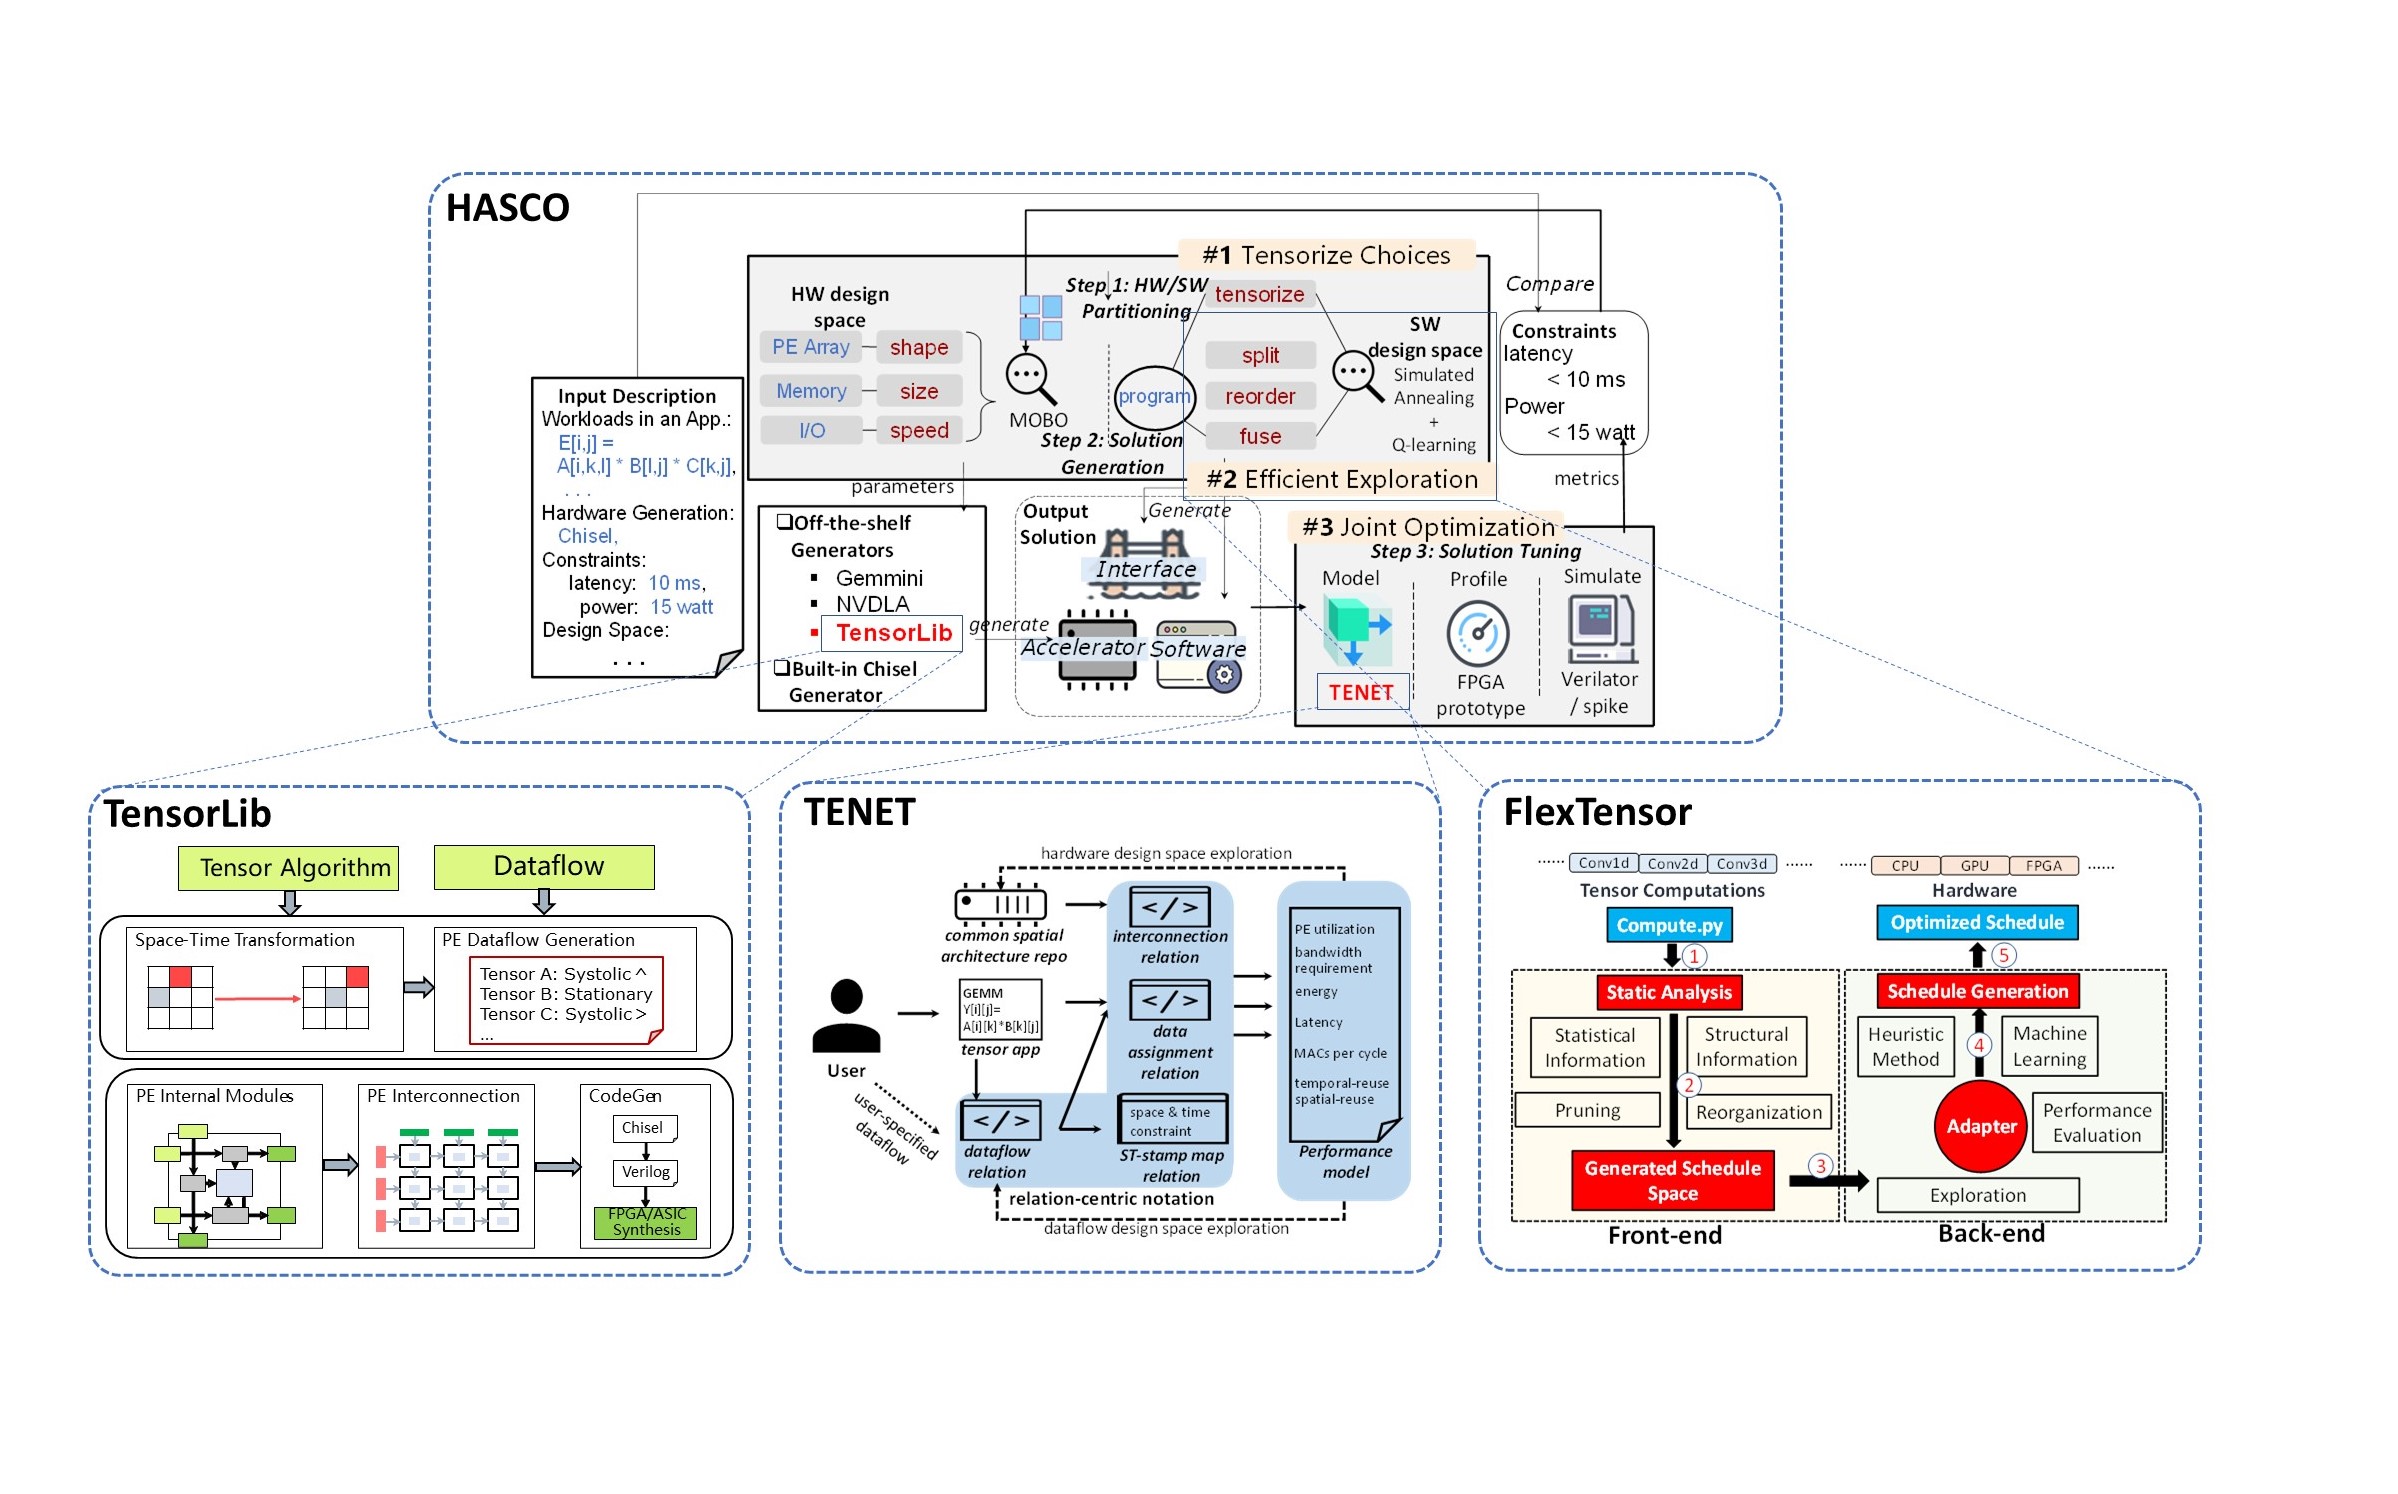 HASCO
#1 Tensorize Choices
HW design
space
PE Array
shape
Memory
size
I/O
speed
MOBO
Step 1: HW/SW
Partitioning
tensorize
program
split
reorder
fuse
SW
design space
Simulated
Annealing
+
Q-learning
Step 2: Solution
Generation
#2 Efficient Exploration
Compare
Constraints
latency
< 10 ms
Power
< 15 watt
metrics
Input Description
Workloads in an App.:
E[i,j] =
A[i,k,l] * B[l,j] * C[k,j],
. . .
Hardware Generation:
Chisel,
Constraints:
latency: 10 ms,
power: 15 watt
Design Space:
. . .
parameters
❑Off-the-shelf
Generators
▪ Gemmini
▪ NVDLA
▪ TensorLib
❑Built-in Chisel
Generator
generate
Output
Solution
Generate
Interface
Accelerator
Software
#3 Joint Optimization
Step 3: Solution Tuning
Model
TENET
Profile
FPGA
prototype
Simulate
Verilator
/ spike
TensorLib
Tensor Algorithm
Dataflow
Space-Time Transformation
PE Dataflow Generation
Tensor A: Systolic ^
Tensor B: Stationary
Tensor C: Systolic >
...
PE Internal Modules
PE Interconnection
CodeGen
Chisel
Verilog
FPGA/ASIC
Synthesis
TENET
hardware design space exploration
common spatial
architecture repo
interconnection
relation
User
GEMM
Y[i][j]=
A[i][k]*B[k][j]
tensor app
data
assignment
relation
user-specified
dataflow
dataflow
relation
space & time
constraint
ST-stamp map
relation
relation-centric notation
PE utilization
bandwidth
requirement
energy
Latency
MACs per cycle
temporal-reuse
spatial-reuse
Performance
model
dataflow design space exploration
FlexTensor
...... Conv1d Conv2d Conv3d ......
Tensor Computations
Compute.py
1
Static Analysis
Statistical
Information
Structural
Information
2
Pruning
Reorganization
Generated Schedule
Space
3
Front-end
...... CPU GPU FPGA ......
Hardware
Optimized Schedule
5
Schedule Generation
Heuristic
Method
4
Machine
Learning
Adapter
Performance
Evaluation
Exploration
Back-end